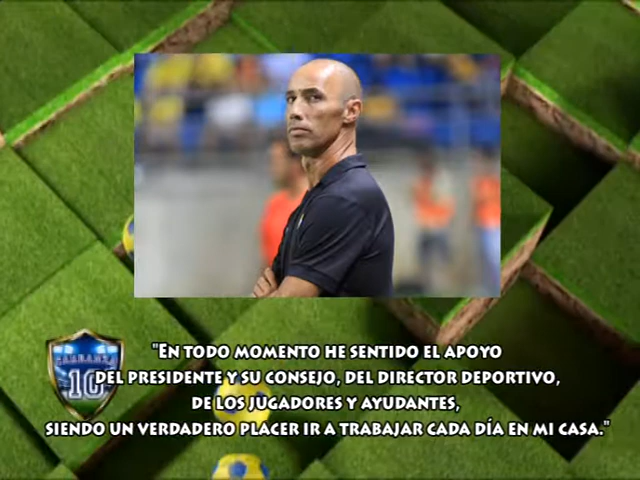 "EN TODO MOMENTO HE SENTIDO EL APOYO
DEL PRESIDENTE Y SU CONSEJO, DEL DIRECTOR DEPORTIVO,
DE LOS JUGADORES Y AYUDANTES,
SIENDO UN VERDADERO PLACER IR A TRABAJAR CADA DÍA EN MI CASA."
CARRANZA
10